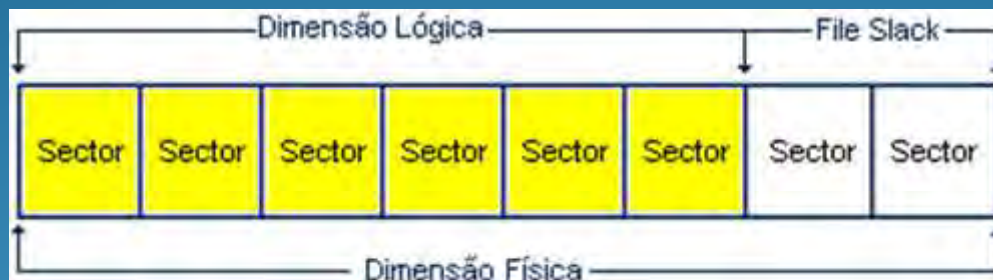 Dimensão Lógica File Slack
Sector Sector Sector Sector Sector Sector Sector Sector
Dimensão Física